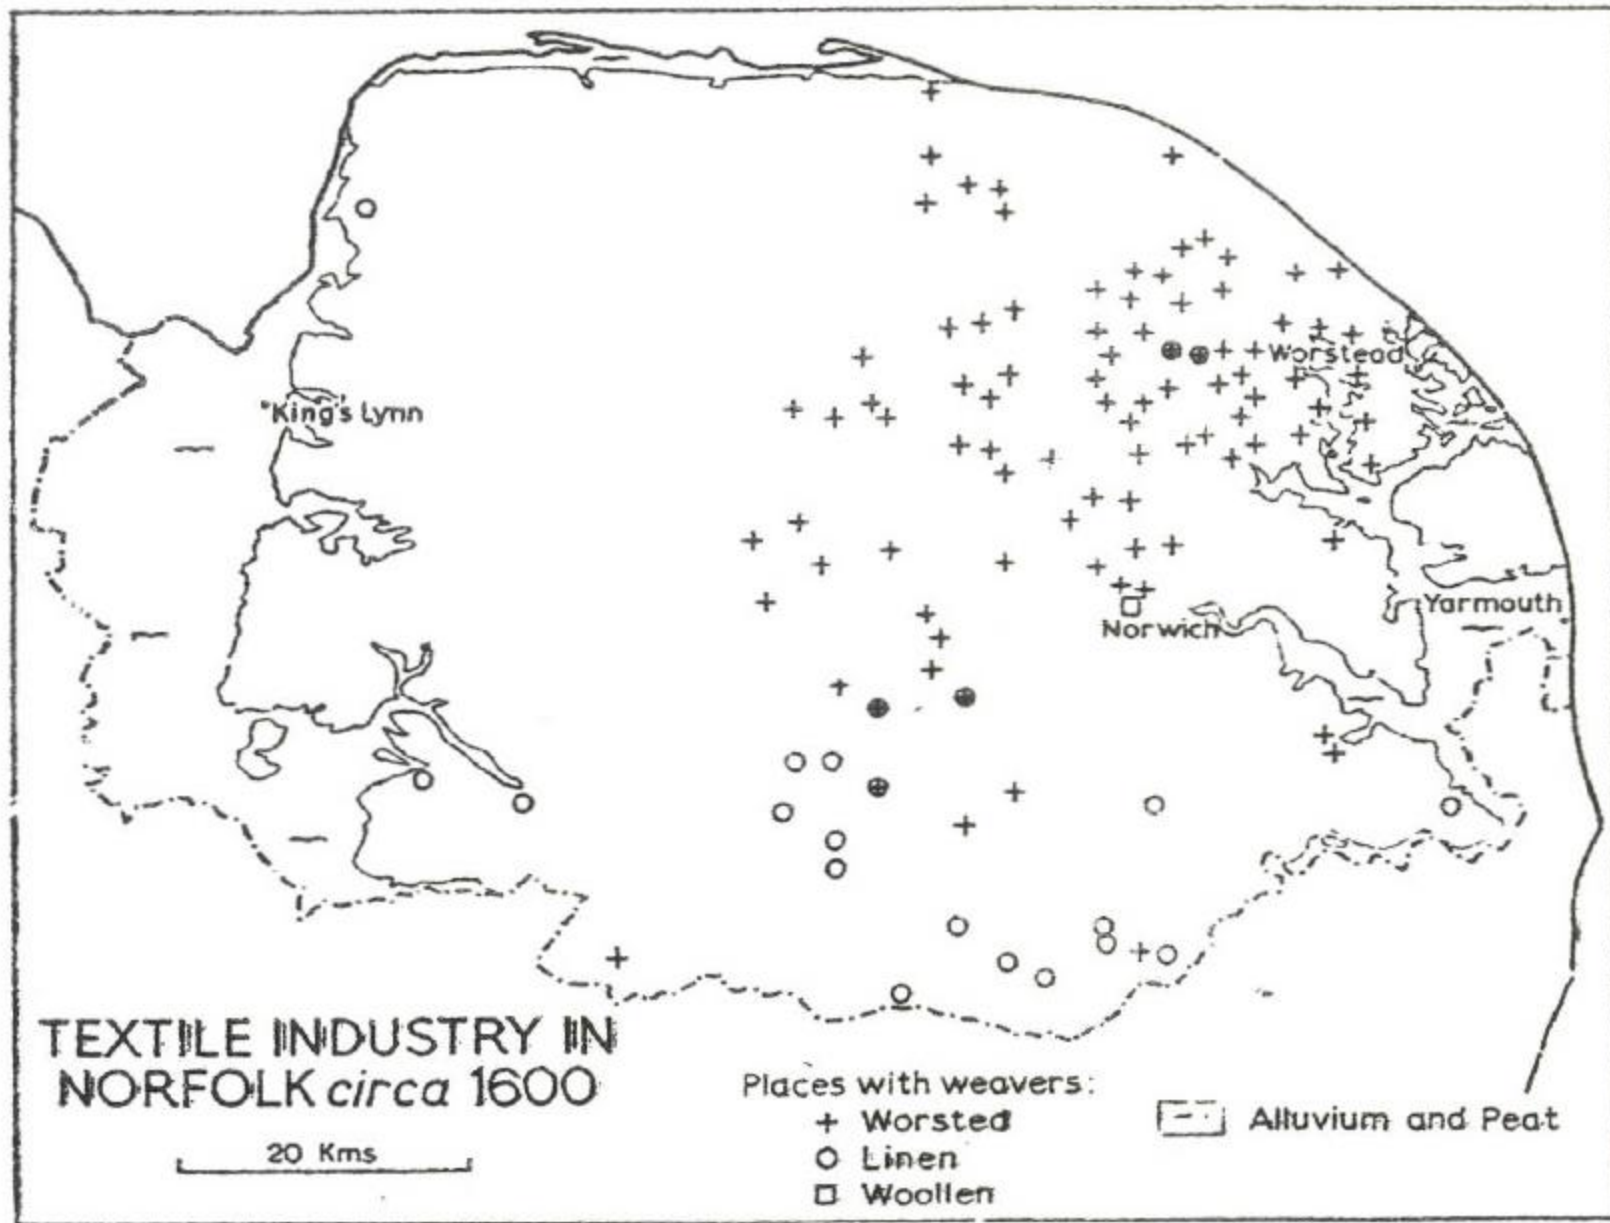 Worstead
"King's Lynn
Yarmouth
Norwich
TEXTILE INDUSTRY IN
NORFOLK circa 1600
20 Kms
Places with weavers:
+ Worsted
O Linen
□ Woollen
Alluvium and Peat